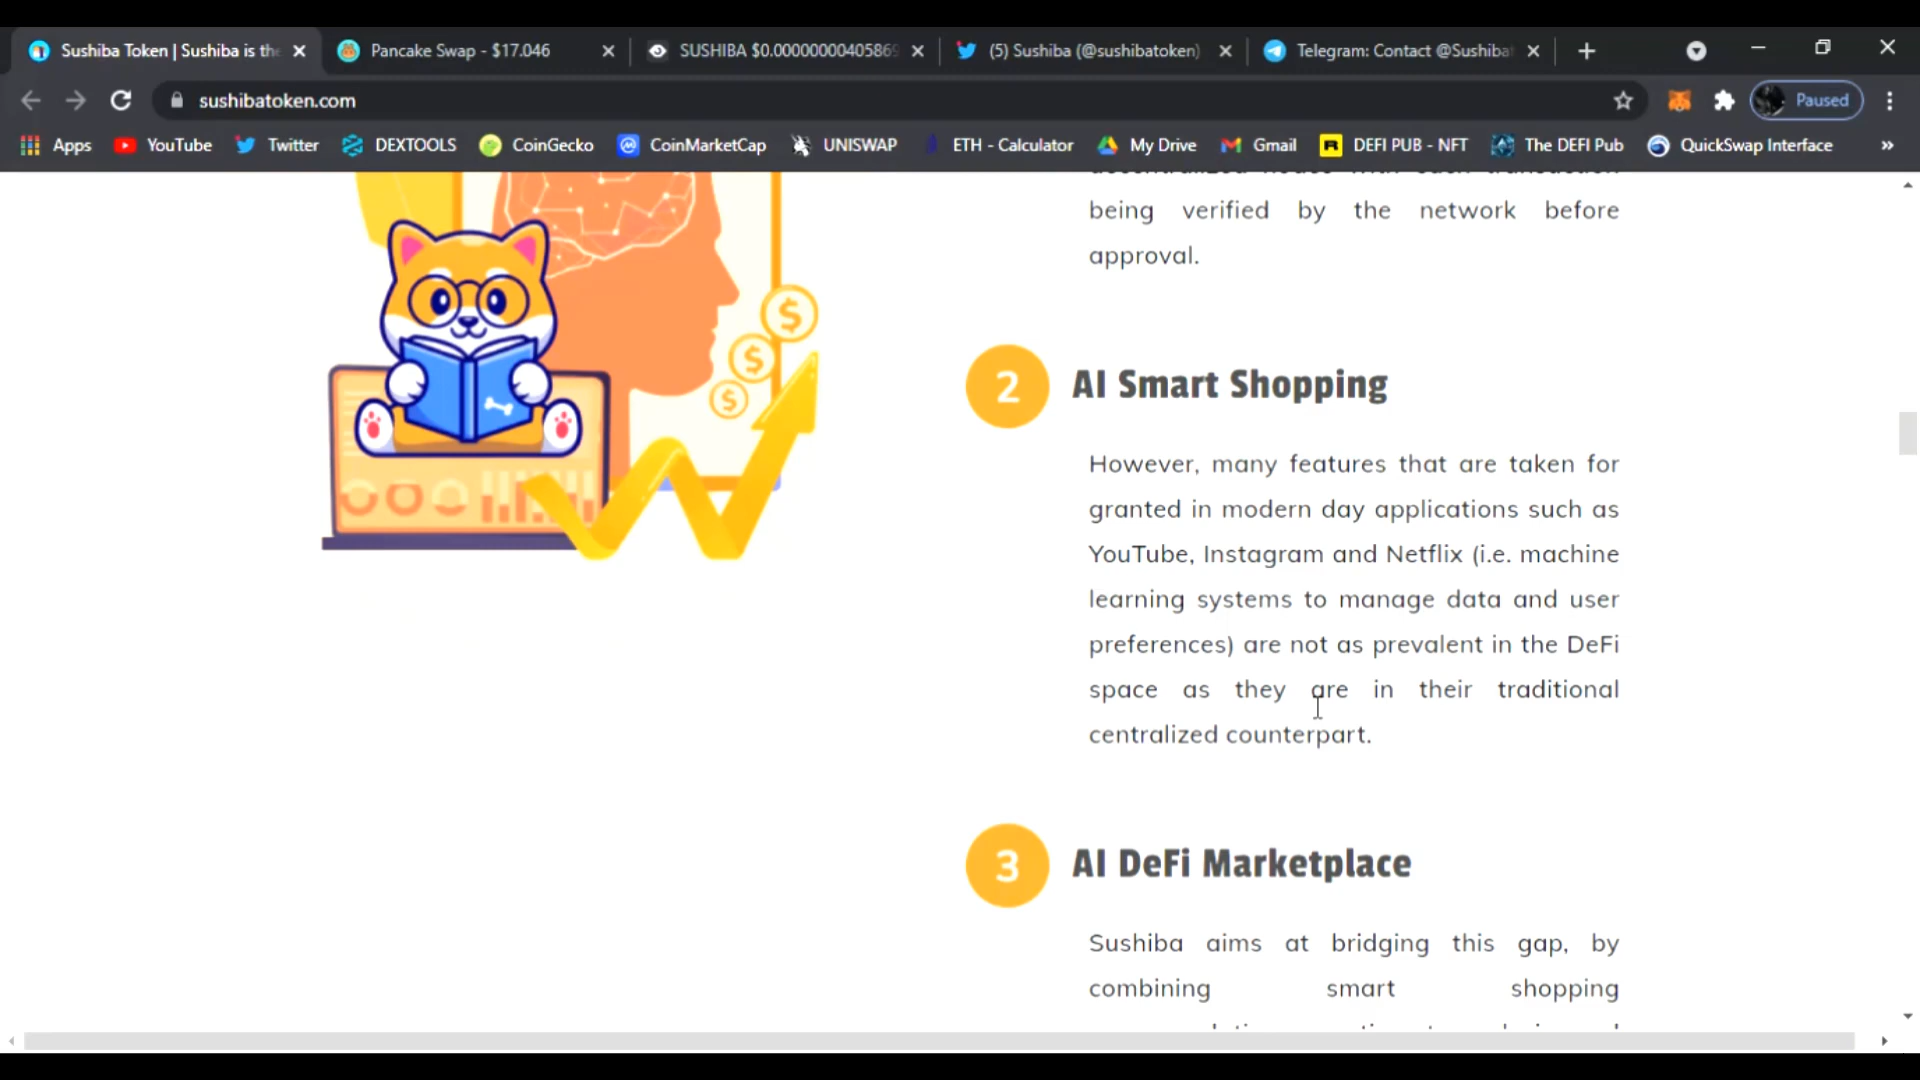 Sushiba Token | Sushiba is the
Pancake Swap - $17.046
SUSHIBA $0.00000000405869
(5) Sushiba (@sushibatoken)
Telegram: Contact @Sushiba
sushibatoken.com
Paused
Apps
YouTube
Twitter
DEXTOOLS
CoinGecko
CoinMarketCap
UNISWAP
ETH - Calculator
My Drive
Gmail
DEFI PUB - NFT
The DEFI Pub
QuickSwap Interface
being verified by the network before
approval.
2 AI Smart Shopping
However, many features that are taken for
granted in modern day applications such as
YouTube, Instagram and Netflix (i.e. machine
learning systems to manage data and user
preferences) are not as prevalent in the DeFi
space as they are in their traditional
centralized counterpart.
3 AI DeFi Marketplace
Sushiba aims at bridging this gap, by
combining smart shopping